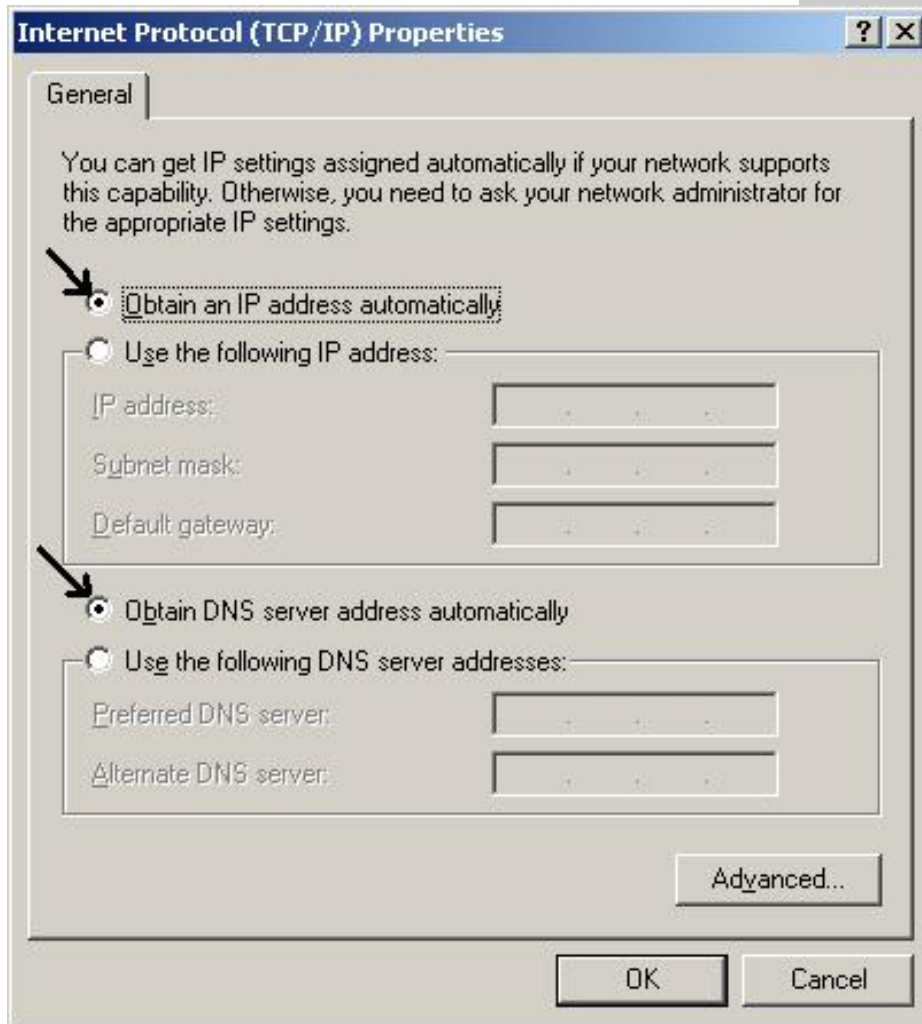 Internet Protocol (TCP/IP) Properties
General
You can get IP settings assigned automatically if your network supports
this capability. Otherwise, you need to ask your network administrator for
the appropriate IP settings.
Obtain an IP address automatically
Use the following IP address:
IP address:
Subnet mask:
Default gateway:
Obtain DNS server address automatically
Use the following DNS server addresses:
Preferred DNS server:
Alternate DNS server:
Advanced...
OK
Cancel